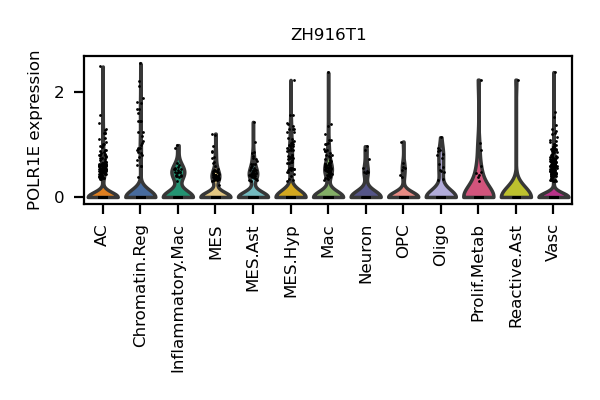 ZH916T1
POLR1E expression
2
0
AC
Chromatin.Reg
Inflammatory.Mac
MES
MES.Ast
MES.Hyp
Mac
Neuron
OPC
Oligo
Prolif.Metab
Reactive.Ast
Vasc